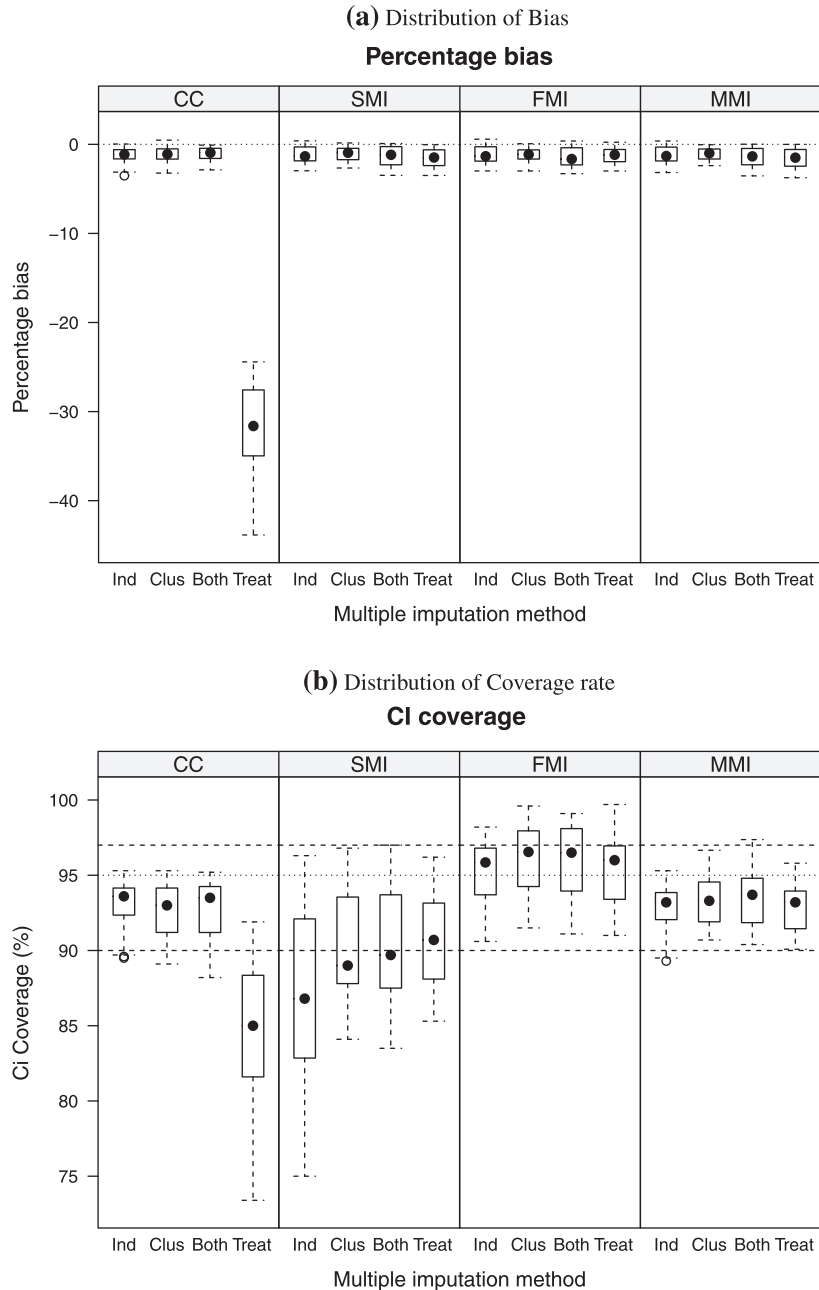 (a) Distribution of Bias
Percentage bias
CC SMI FMI MMI
0
−10
−20
−30
−40
Percentage bias
Ind Clus Both Treat Ind Clus Both Treat Ind Clus Both Treat Ind Clus Both Treat
Multiple imputation method
(b) Distribution of Coverage rate
CI coverage
CC SMI FMI MMI
100
95
90
85
80
75
Ci Coverage (%)
Ind Clus Both Treat Ind Clus Both Treat Ind Clus Both Treat Ind Clus Both Treat
Multiple imputation method